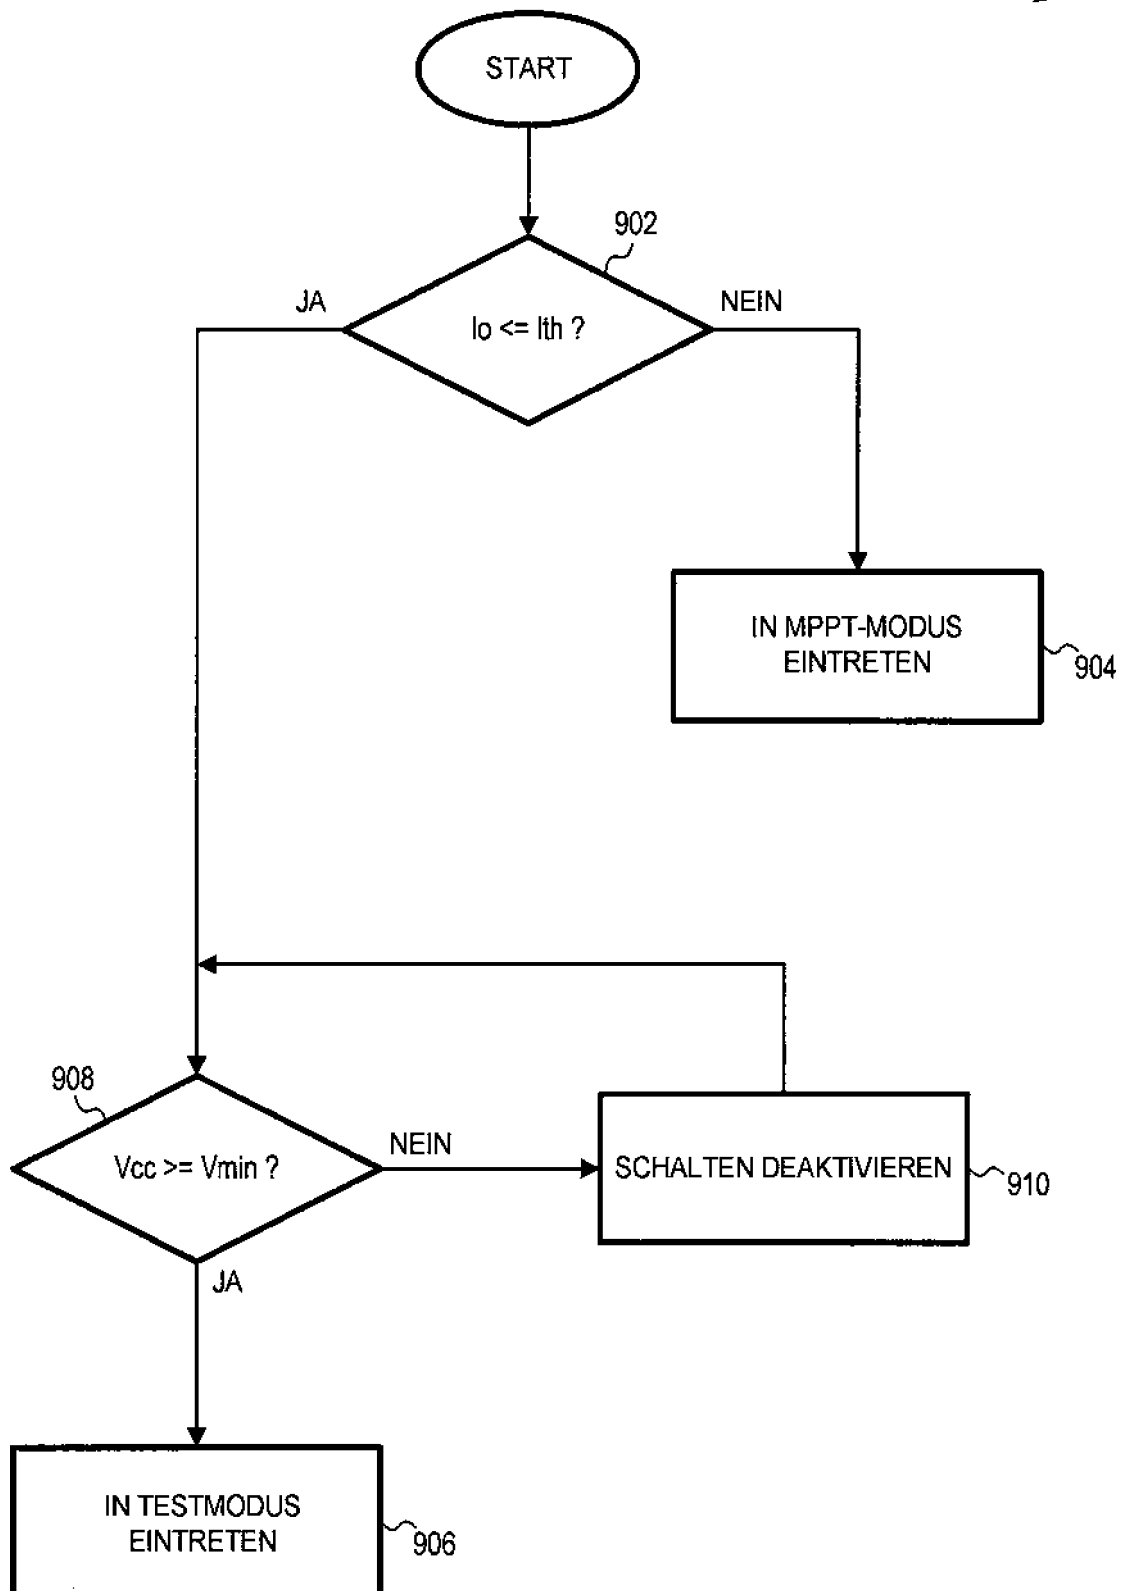 START
902
JA
NEIN
Io <= Ith ?
IN MPPT-MODUS
EINTRETEN
904
908
NEIN
Vcc >= Vmin ?
SCHALTEN DEAKTIVIEREN
910
JA
IN TESTMODUS
EINTRETEN
906